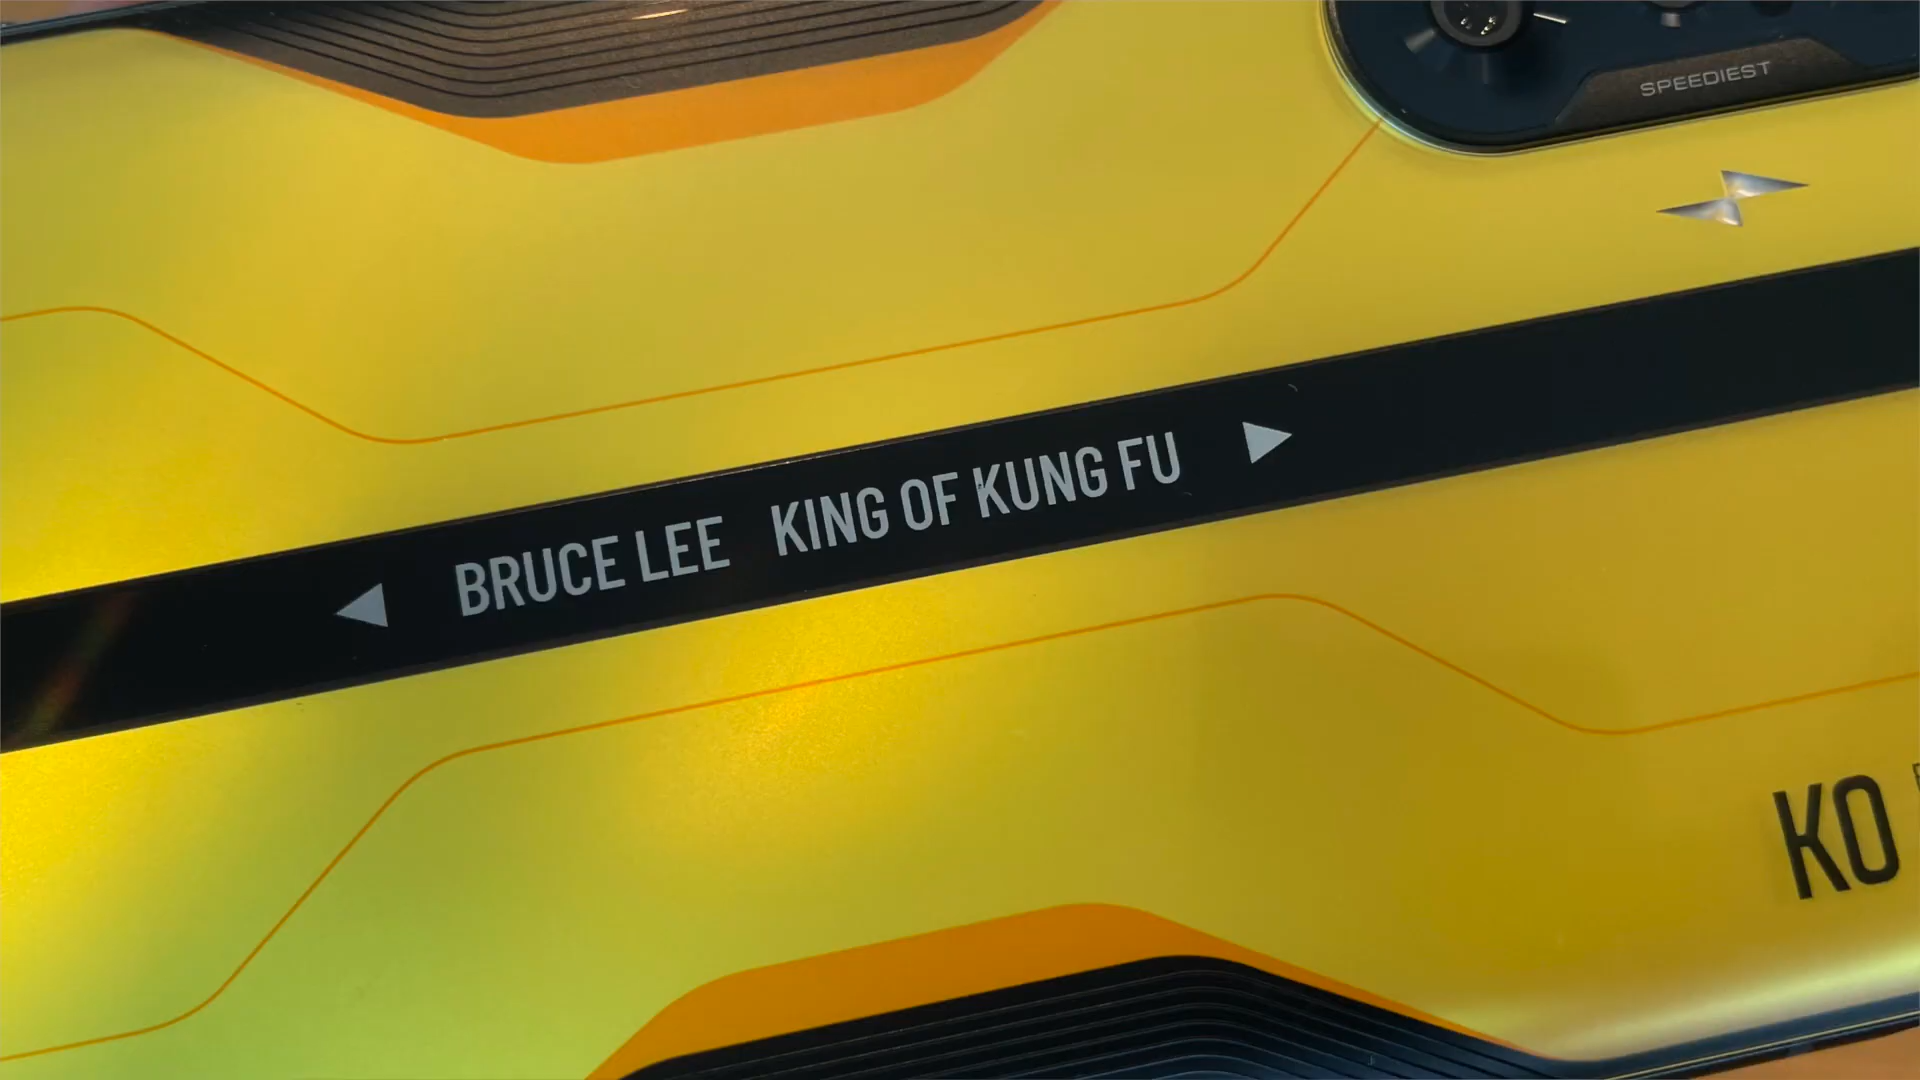 SPEEDIEST
BRUCE LEE KING OF KUNG FU
KO